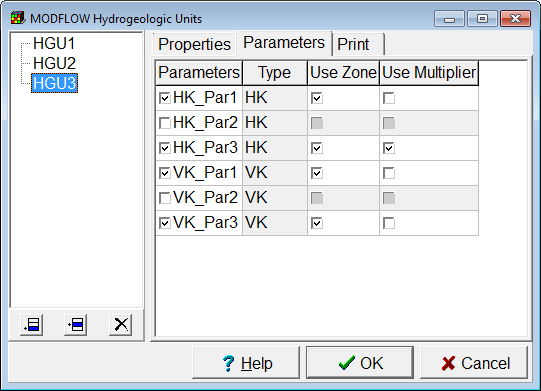 MODFLOW Hydrogeologic Units
HGU1
HGU2
HGU3
Properties Parameters Print
Parameters Type Use Zone Use Multiplier
HK_Par1 HK
HK_Par2 HK
HK_Par3 HK
VK_Par1 VK
VK_Par2 VK
VK_Par3 VK
? Help OK Cancel